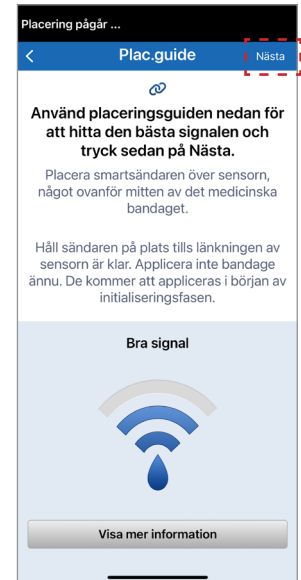 Placering pågår ...
Plac.guide
Nästa
Använd placeringsguiden nedan för
att hitta den bästa signalen och
tryck sedan på Nästa.
Placera smartsändaren över sensorn,
något ovanför mitten av det medicinska
bandaget.
Håll sändaren på plats tills länkningen av
sensorn är klar. Applicera inte bandage
ännu. De kommer att appliceras i början av
initialiseringsfasen.
Bra signal
Visa mer information